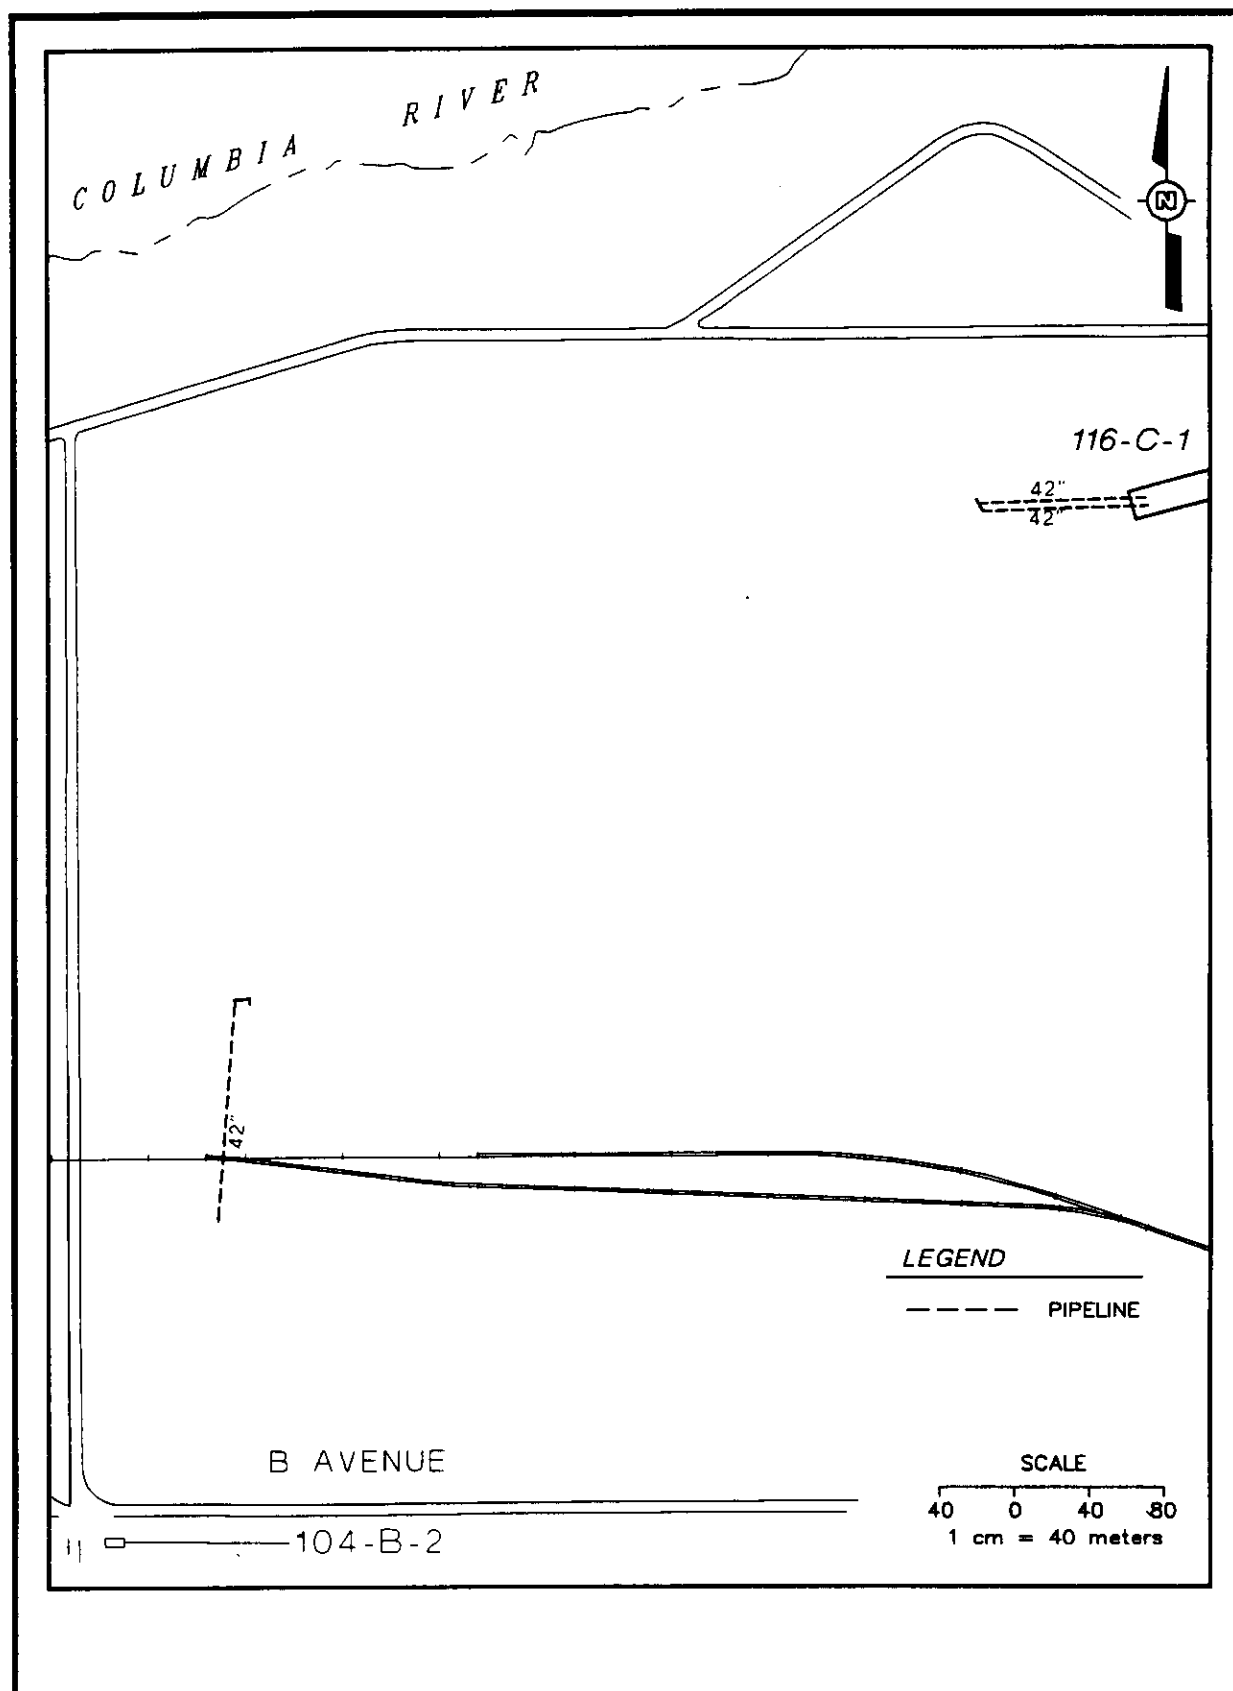 COLUMBIA RIVER
N
116-C-1
42"
42"
42"
LEGEND
PIPELINE
B AVENUE
SCALE
40 0 40 80
1 cm = 40 meters
104-B-2